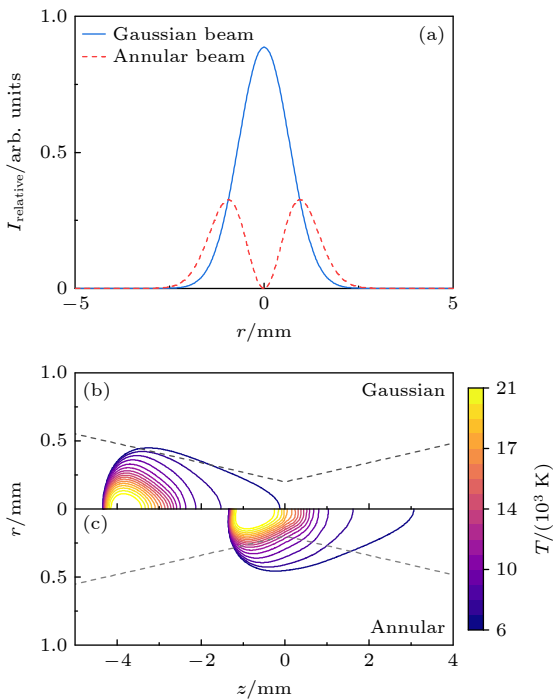 1.0
Gaussian beam
(a)
Annular beam
I_relative/arb. units
0.5
0
−5
0
5
r/mm
1.0
(b)
Gaussian
21
0.5
17
r/mm
0
(c)
14
T/(10³ K)
0.5
10
Annular
1.0
6
−4
−2
0
2
4
z/mm